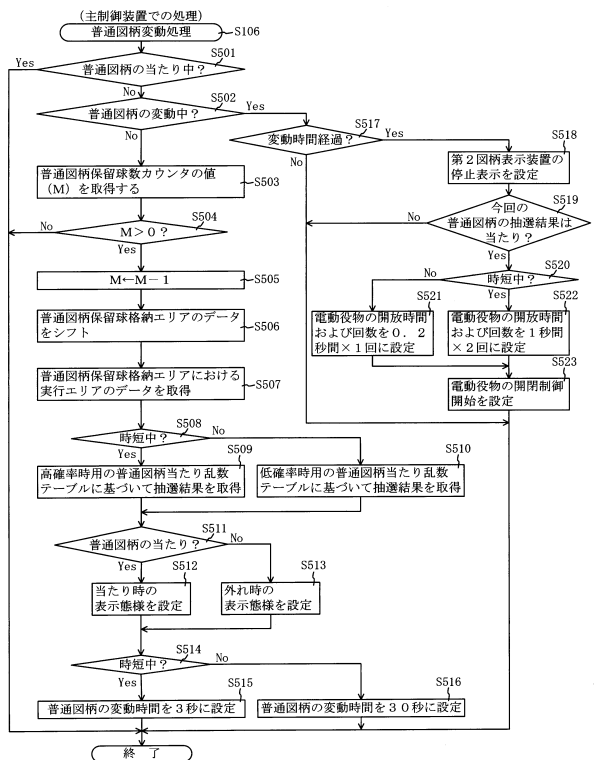 （主制御装置での処理）
普通図柄変動処理
S106
S501
普通図柄の当たり中？
Yes
No
S502
普通図柄の変動中？
Yes
No
S517
変動時間経過？
Yes
No
S518
第２図柄表示装置の
停止表示を設定
S503
普通図柄保留球数カウンタの値
（M）を取得する
S519
今回の
普通図柄の抽選結果は
当たり？
No
Yes
S504
M＞０？
No
Yes
S520
時短中？
No
Yes
S505
M←M－１
S521
電動役物の開放時間
および回数を０．２
秒間×１回に設定
S522
電動役物の開放時間
および回数を１秒間
×２回に設定
S506
普通図柄保留球格納エリアのデータ
をシフト
S523
電動役物の開閉制御
開始を設定
S507
普通図柄保留球格納エリアにおける
実行エリアのデータを取得
S508
時短中？
No
Yes
S509
高確率時用の普通図柄当たり乱数
テーブルに基づいて抽選結果を取得
S510
低確率時用の普通図柄当たり乱数
テーブルに基づいて抽選結果を取得
S511
普通図柄の当たり？
No
Yes
S512
当たり時の
表示態様を設定
S513
外れ時の
表示態様を設定
S514
時短中？
No
Yes
S515
普通図柄の変動時間を３秒に設定
S516
普通図柄の変動時間を３０秒に設定
終 了